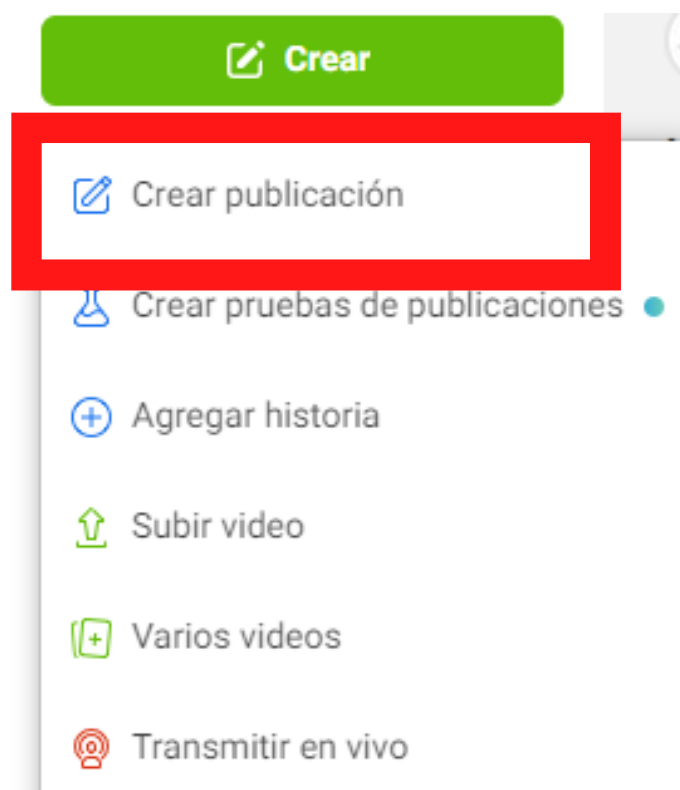 Crear
Crear publicación
Crear pruebas de publicaciones
Agregar historia
Subir video
Varios videos
Transmitir en vivo